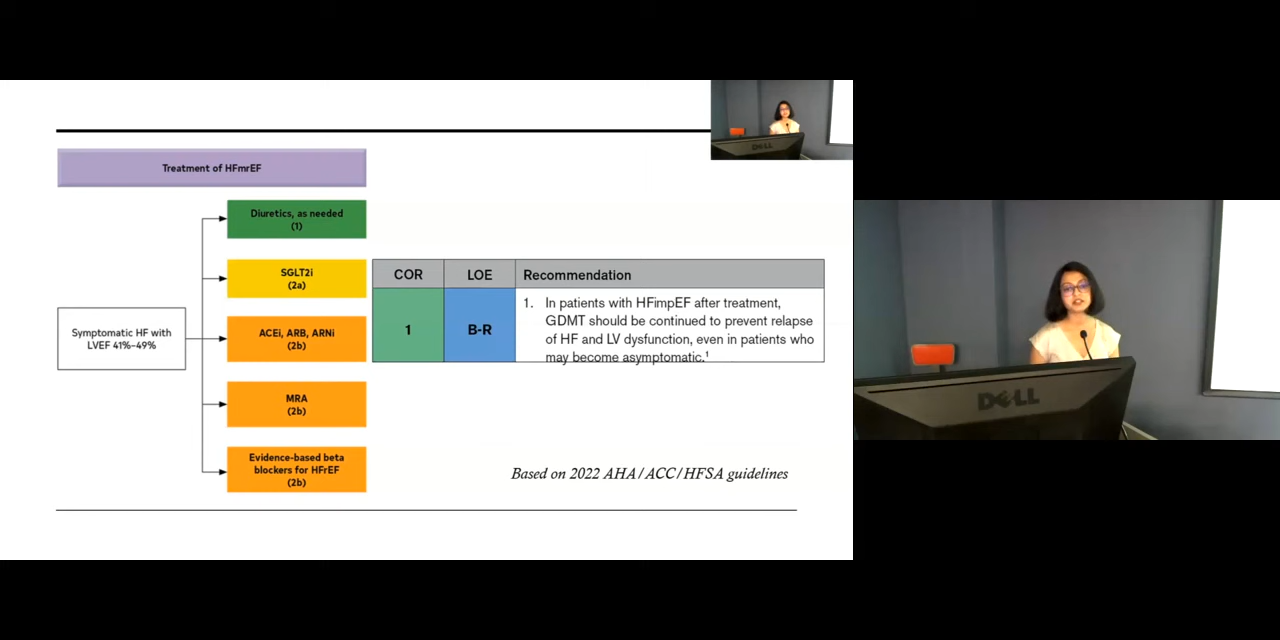 Treatment of HFmrEF
Diuretics, as needed
(1)
SGLT2i
(2a)
Symptomatic HF with
LVEF 41%–49%
ACEi, ARB, ARNi
(2b)
MRA
(2b)
Evidence-based beta
blockers for HFrEF
(2b)
COR LOE Recommendation
1 B-R
1. In patients with HFimpEF after treatment,
GDMT should be continued to prevent relapse
of HF and LV dysfunction, even in patients who
may become asymptomatic.¹
Based on 2022 AHA/ACC/HFSA guidelines
DELL
DELL